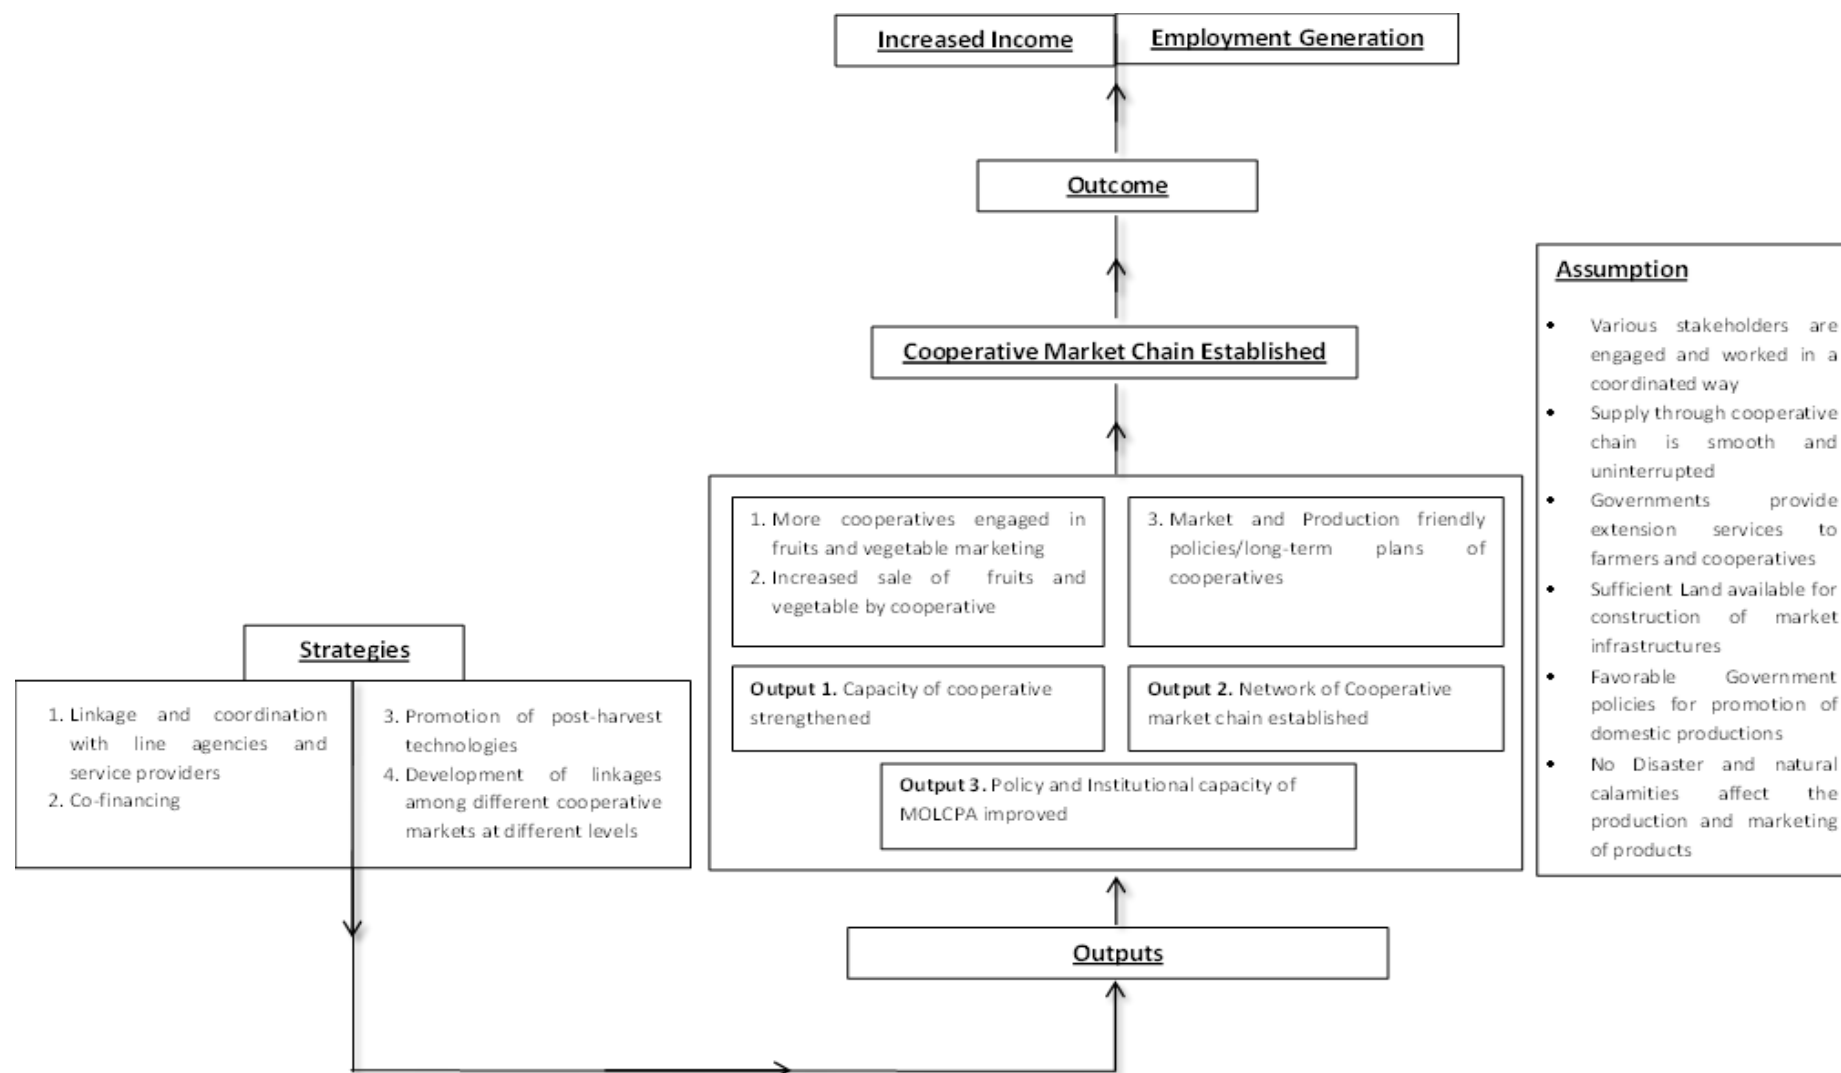 Increased Income
Employment Generation
Outcome
Cooperative Market Chain Established
1. More cooperatives engaged in
fruits and vegetable marketing
2. Increased sale of fruits and
vegetable by cooperative
3. Market and Production friendly
policies/long-term plans of
cooperatives
Output 1. Capacity of cooperative
strengthened
Output 2. Network of Cooperative
market chain established
Output 3. Policy and Institutional capacity of
MOLCPA improved
Outputs
Strategies
1. Linkage and coordination
with line agencies and
service providers
2. Co-financing
3. Promotion of post-harvest
technologies
4. Development of linkages
among different cooperative
markets at different levels
Assumption
• Various stakeholders are
engaged and worked in a
coordinated way
• Supply through cooperative
chain is smooth and
uninterrupted
• Governments provide
extension services to
farmers and cooperatives
• Sufficient Land available for
construction of market
infrastructures
• Favorable Government
policies for promotion of
domestic productions
• No Disaster and natural
calamities affect the
production and marketing
of products